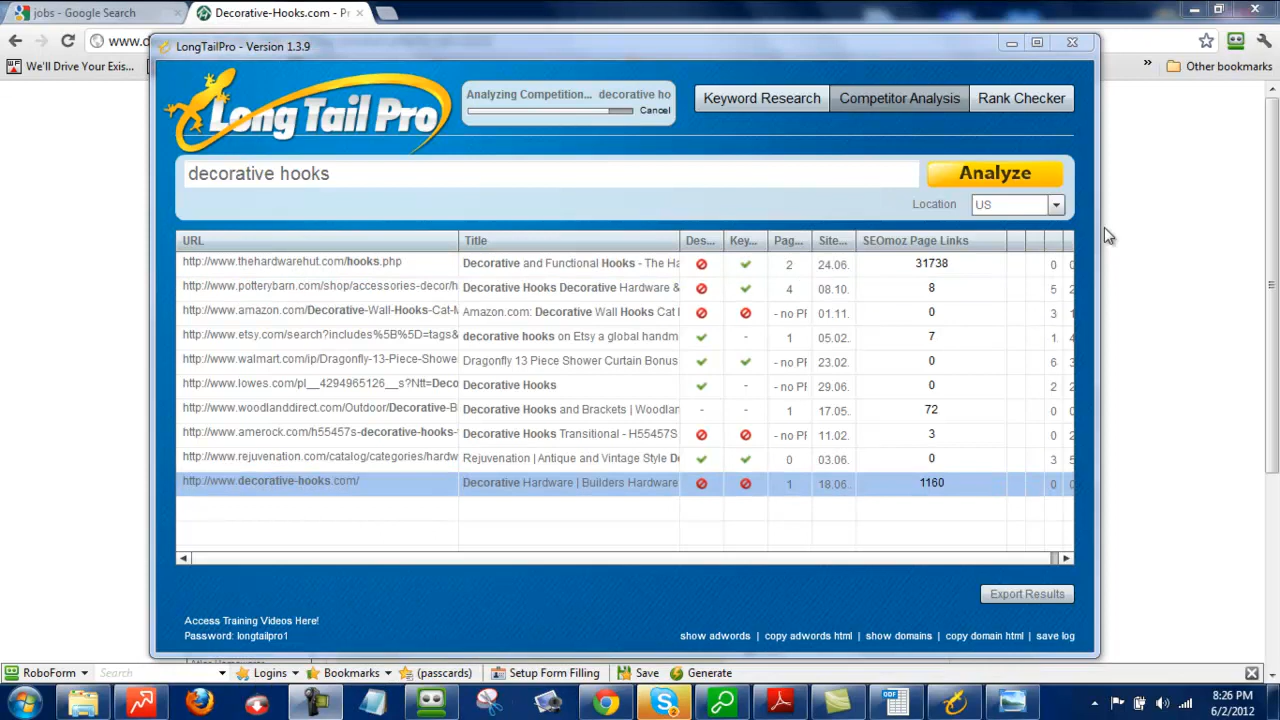 jobs - Google Search
Decorative-Hooks.com - P
www.d
We'll Drive Your Exis...
Other bookmarks
LongTailPro - Version 1.3.9
Long Tail Pro
Analyzing Competition... decorative ho
Cancel
Keyword Research
Competitor Analysis
Rank Checker
decorative hooks
Analyze
Location US
URL Title Des... Key... Pag... Site... SEOmoz Page Links
http://www.thehardwarehut.com/hooks.php Decorative and Functional Hooks - The Ha 2 24.06. 31738 0
http://www.potterybarn.com/shop/accessories-decor/h Decorative Hooks Decorative Hardware & 4 08.10. 8 5 2
http://www.amazon.com/Decorative-Wall-Hooks-Cat-M Amazon.com: Decorative Wall Hooks Cat - no PR 01.11. 0 3
http://www.etsy.com/search?includes%5B%5D=tags& decorative hooks on Etsy a global handm - 1 05.02. 7 1 4
http://www.walmart.com/ip/Dragonfly-13-Piece-Shower Dragonfly 13 Piece Shower Curtain Bonus - no PR 23.02. 0 6 3
http://www.lowes.com/pl__4294965126__s?Ntt=Deco Decorative Hooks - - no PR 29.06. 0 2 2
http://www.woodlanddirect.com/Outdoor/Decorative-B Decorative Hooks and Brackets | Woodlan - - 1 17.05. 72 0 0
http://www.amerock.com/h55457s-decorative-hooks- Decorative Hooks Transitional - H55457S - no PR 11.02. 3 0 2
http://www.rejuvenation.com/catalog/categories/hardw Rejuvenation | Antique and Vintage Style De 0 03.06. 0 3 5
http://www.decorative-hooks.com/ Decorative Hardware | Builders Hardware 1 18.06. 1160 0
Export Results
Access Training Videos Here!
Password: longtailpro1
show adwords | copy adwords html | show domains | copy domain html | save log
RoboForm Search Logins Bookmarks (passcards) Setup Form Filling Save Generate
8:26 PM
6/2/2012